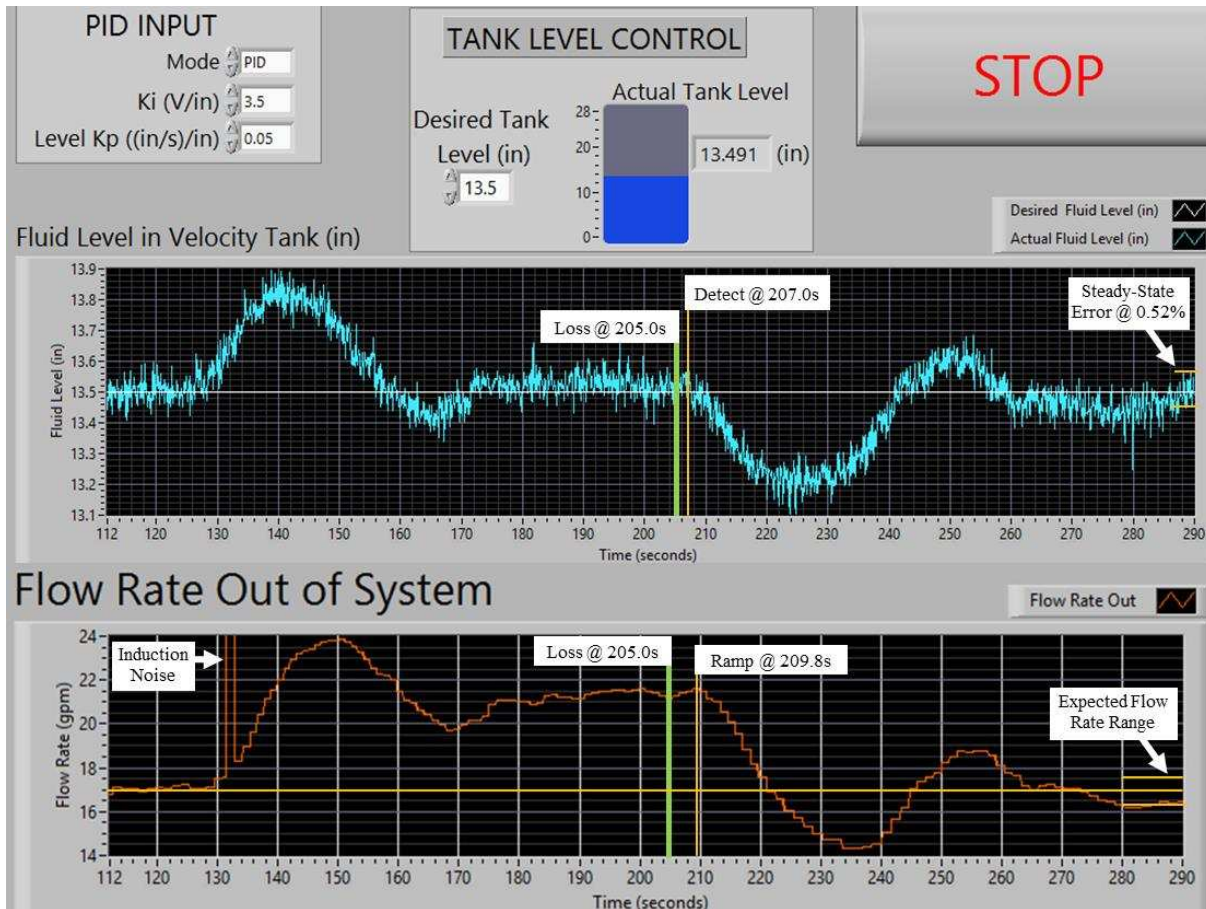 PID INPUT
Mode PID
Ki (V/in) 3.5
Level Kp ((in/s)/in) 0.05
TANK LEVEL CONTROL
Desired Tank
Level (in)
13.5
Actual Tank Level
28
20
10
0
13.491 (in)
STOP
Desired Fluid Level (in)
Actual Fluid Level (in)
Fluid Level in Velocity Tank (in)
Fluid Level (in)
13.9
13.8
13.7
13.6
13.5
13.4
13.3
13.2
13.1
Loss @ 205.0s
Detect @ 207.0s
Steady-State
Error @ 0.52%
112 120 130 140 150 160 170 180 190 200 210 220 230 240 250 260 270 280 290
Time (seconds)
Flow Rate Out of System
Flow Rate Out
Flow Rate (gpm)
24
22
20
18
16
14
Induction
Noise
Loss @ 205.0s
Ramp @ 209.8s
Expected Flow
Rate Range
112 120 130 140 150 160 170 180 190 200 210 220 230 240 250 260 270 280 290
Time (seconds)